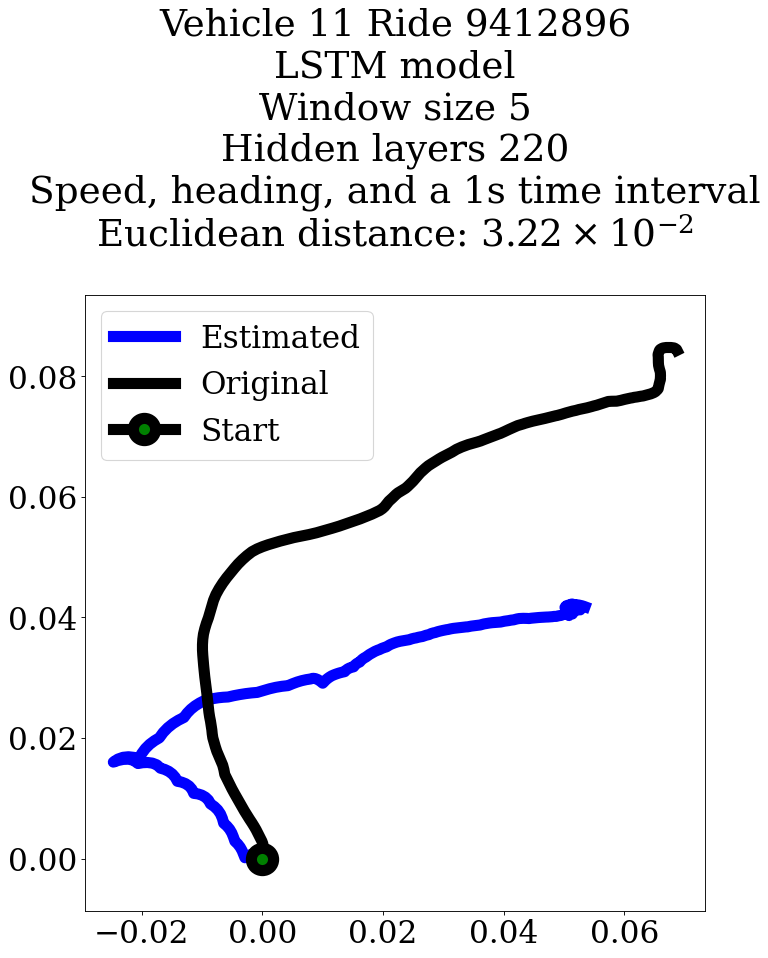 Vehicle 11 Ride 9412896
LSTM model
Window size 5
Hidden layers 220
Speed, heading, and a 1s time interval
Euclidean distance: 3.22 × 10⁻²
Estimated
Original
Start
0.08
0.06
0.04
0.02
0.00
−0.02 0.00 0.02 0.04 0.06